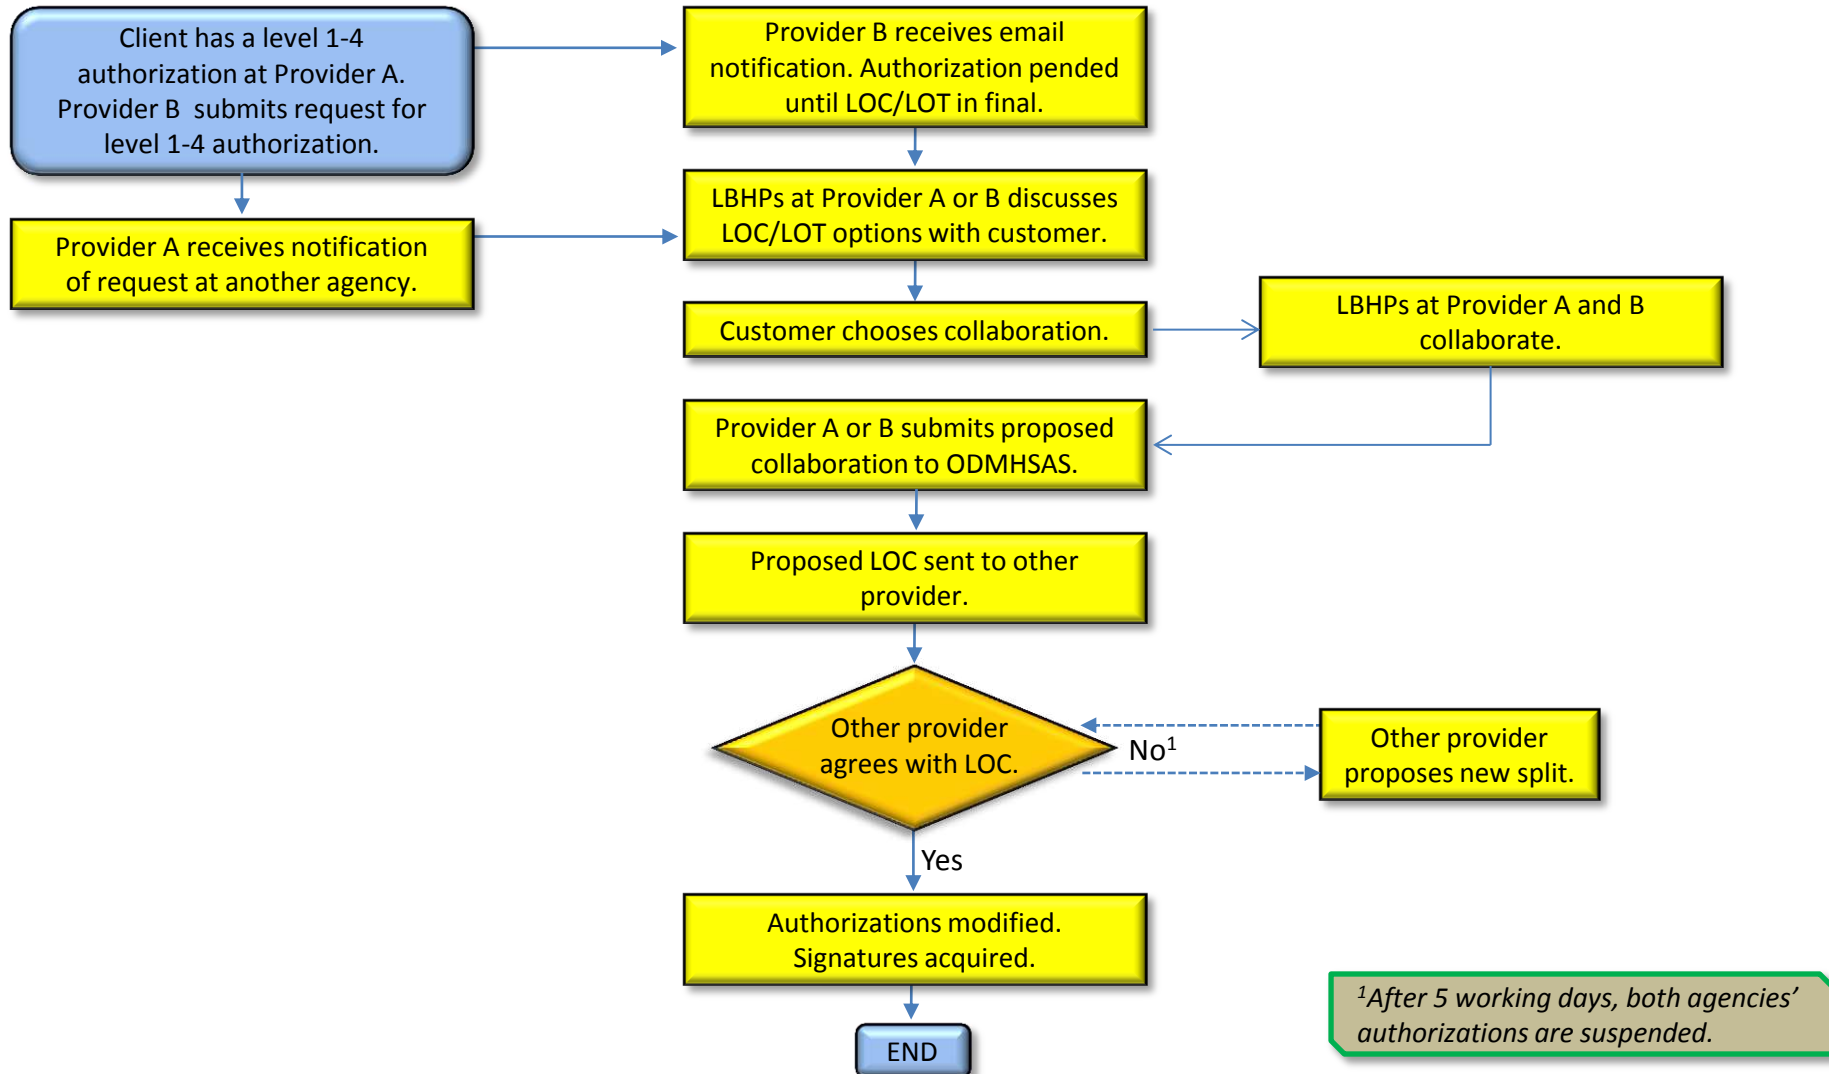 Client has a level 1-4
authorization at Provider A.
Provider B submits request for
level 1-4 authorization.
Provider B receives email
notification. Authorization pended
until LOC/LOT in final.
LBHPs at Provider A or B discusses
LOC/LOT options with customer.
Provider A receives notification
of request at another agency.
Customer chooses collaboration.
LBHPs at Provider A and B
collaborate.
Provider A or B submits proposed
collaboration to ODMHSAS.
Proposed LOC sent to other
provider.
Other provider
agrees with LOC.
No¹
Other provider
proposes new split.
Yes
Authorizations modified.
Signatures acquired.
¹After 5 working days, both agencies’
authorizations are suspended.
END